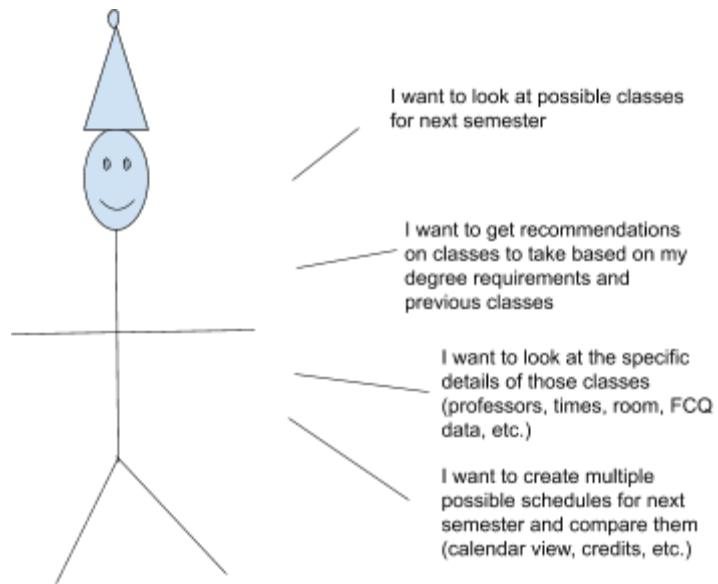 I want to look at possible classes
for next semester
I want to get recommendations
on classes to take based on my
degree requirements and
previous classes
I want to look at the specific
details of those classes
(professors, times, room, FCQ
data, etc.)
I want to create multiple
possible schedules for next
semester and compare them
(calendar view, credits, etc.)